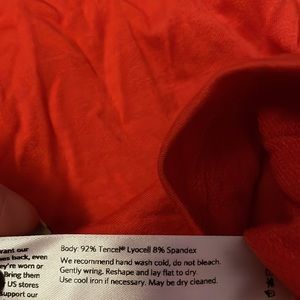 want our
es back, even
ey're worn or
Bring them
US stores
support our
Body: 92% Tencel® Lyocell 8% Spandex
We recommend hand wash cold, do not bleach.
Gently wring. Reshape and lay flat to dry.
Use cool iron if necessary. May be dry cleaned.